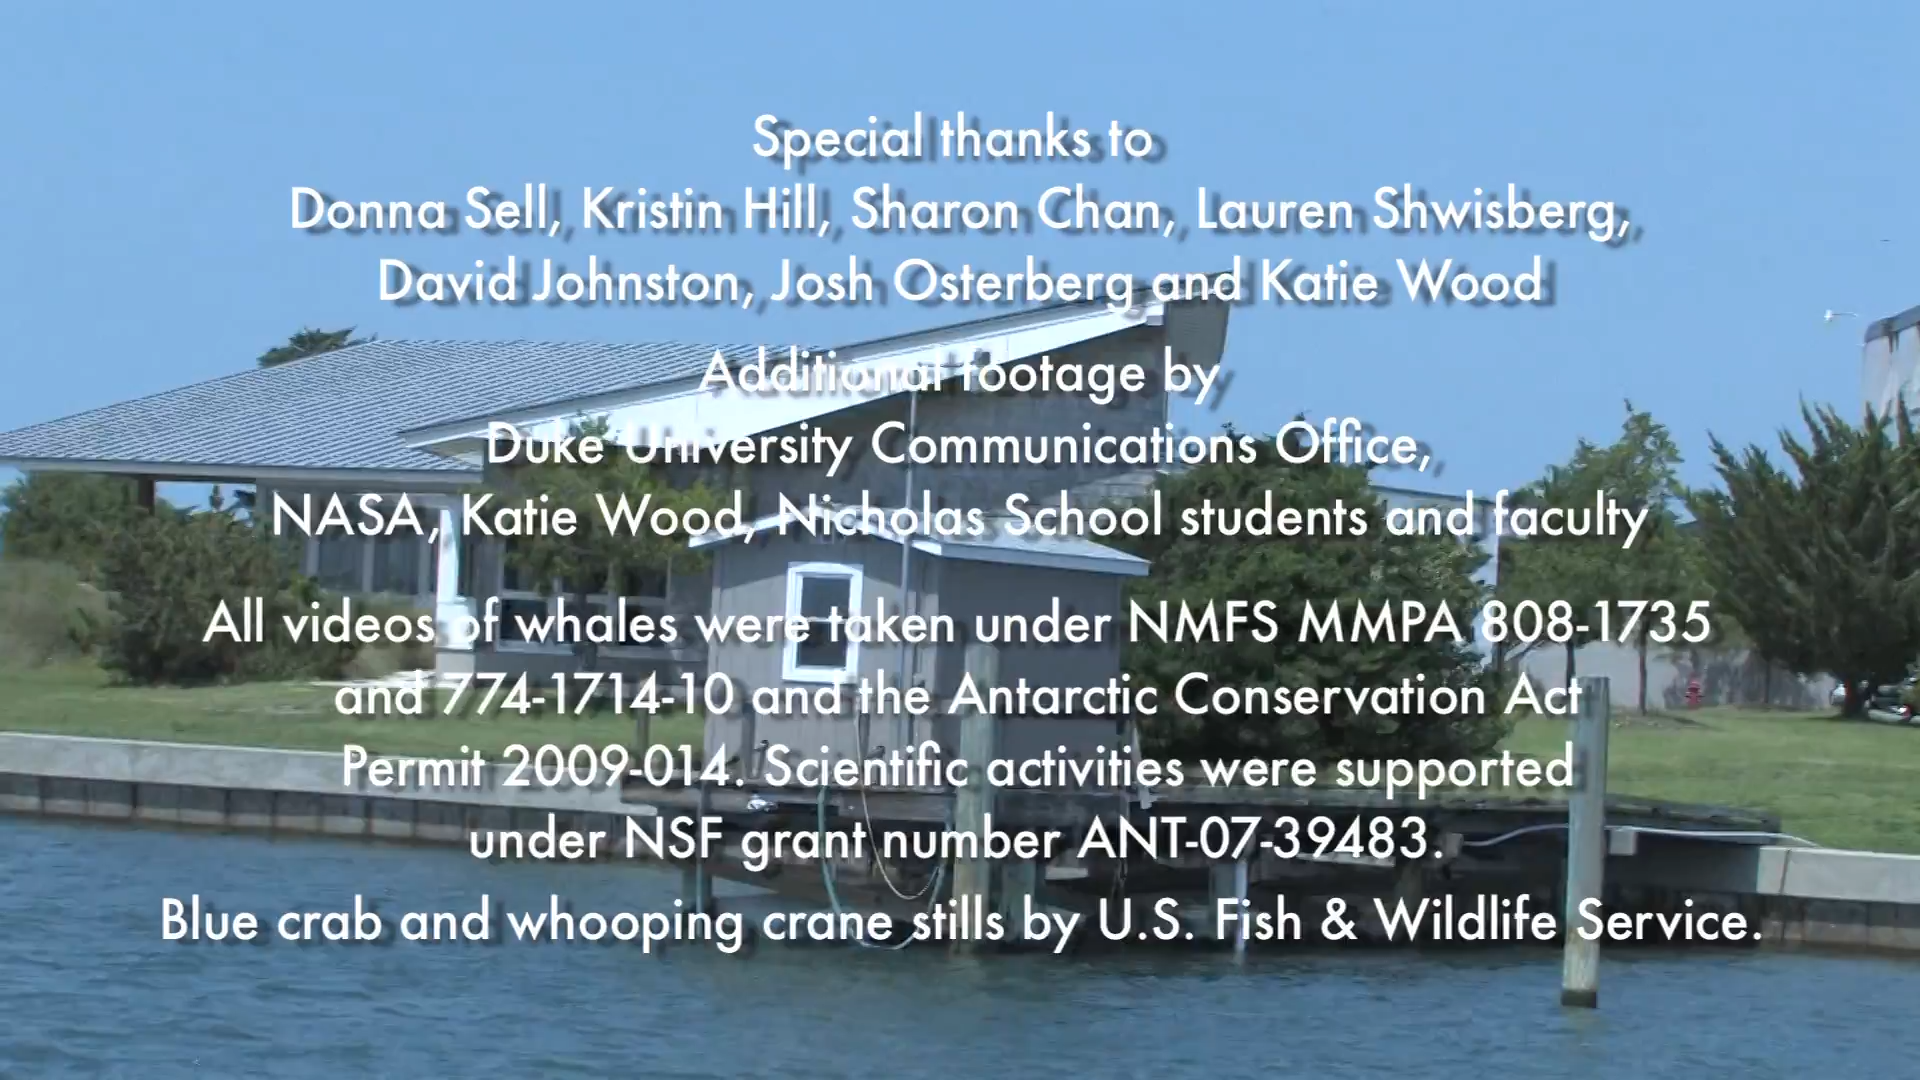 Special thanks to
Donna Sell, Kristin Hill, Sharon Chan, Lauren Shwisberg,
David Johnston, Josh Osterberg and Katie Wood
Additional footage by
Duke University Communications Office,
NASA, Katie Wood, Nicholas School students and faculty
All videos of whales were taken under NMFS MMPA 808-1735
and 774-1714-10 and the Antarctic Conservation Act
Permit 2009-014. Scientific activities were supported
under NSF grant number ANT-07-39483.
Blue crab and whooping crane stills by U.S. Fish & Wildlife Service.